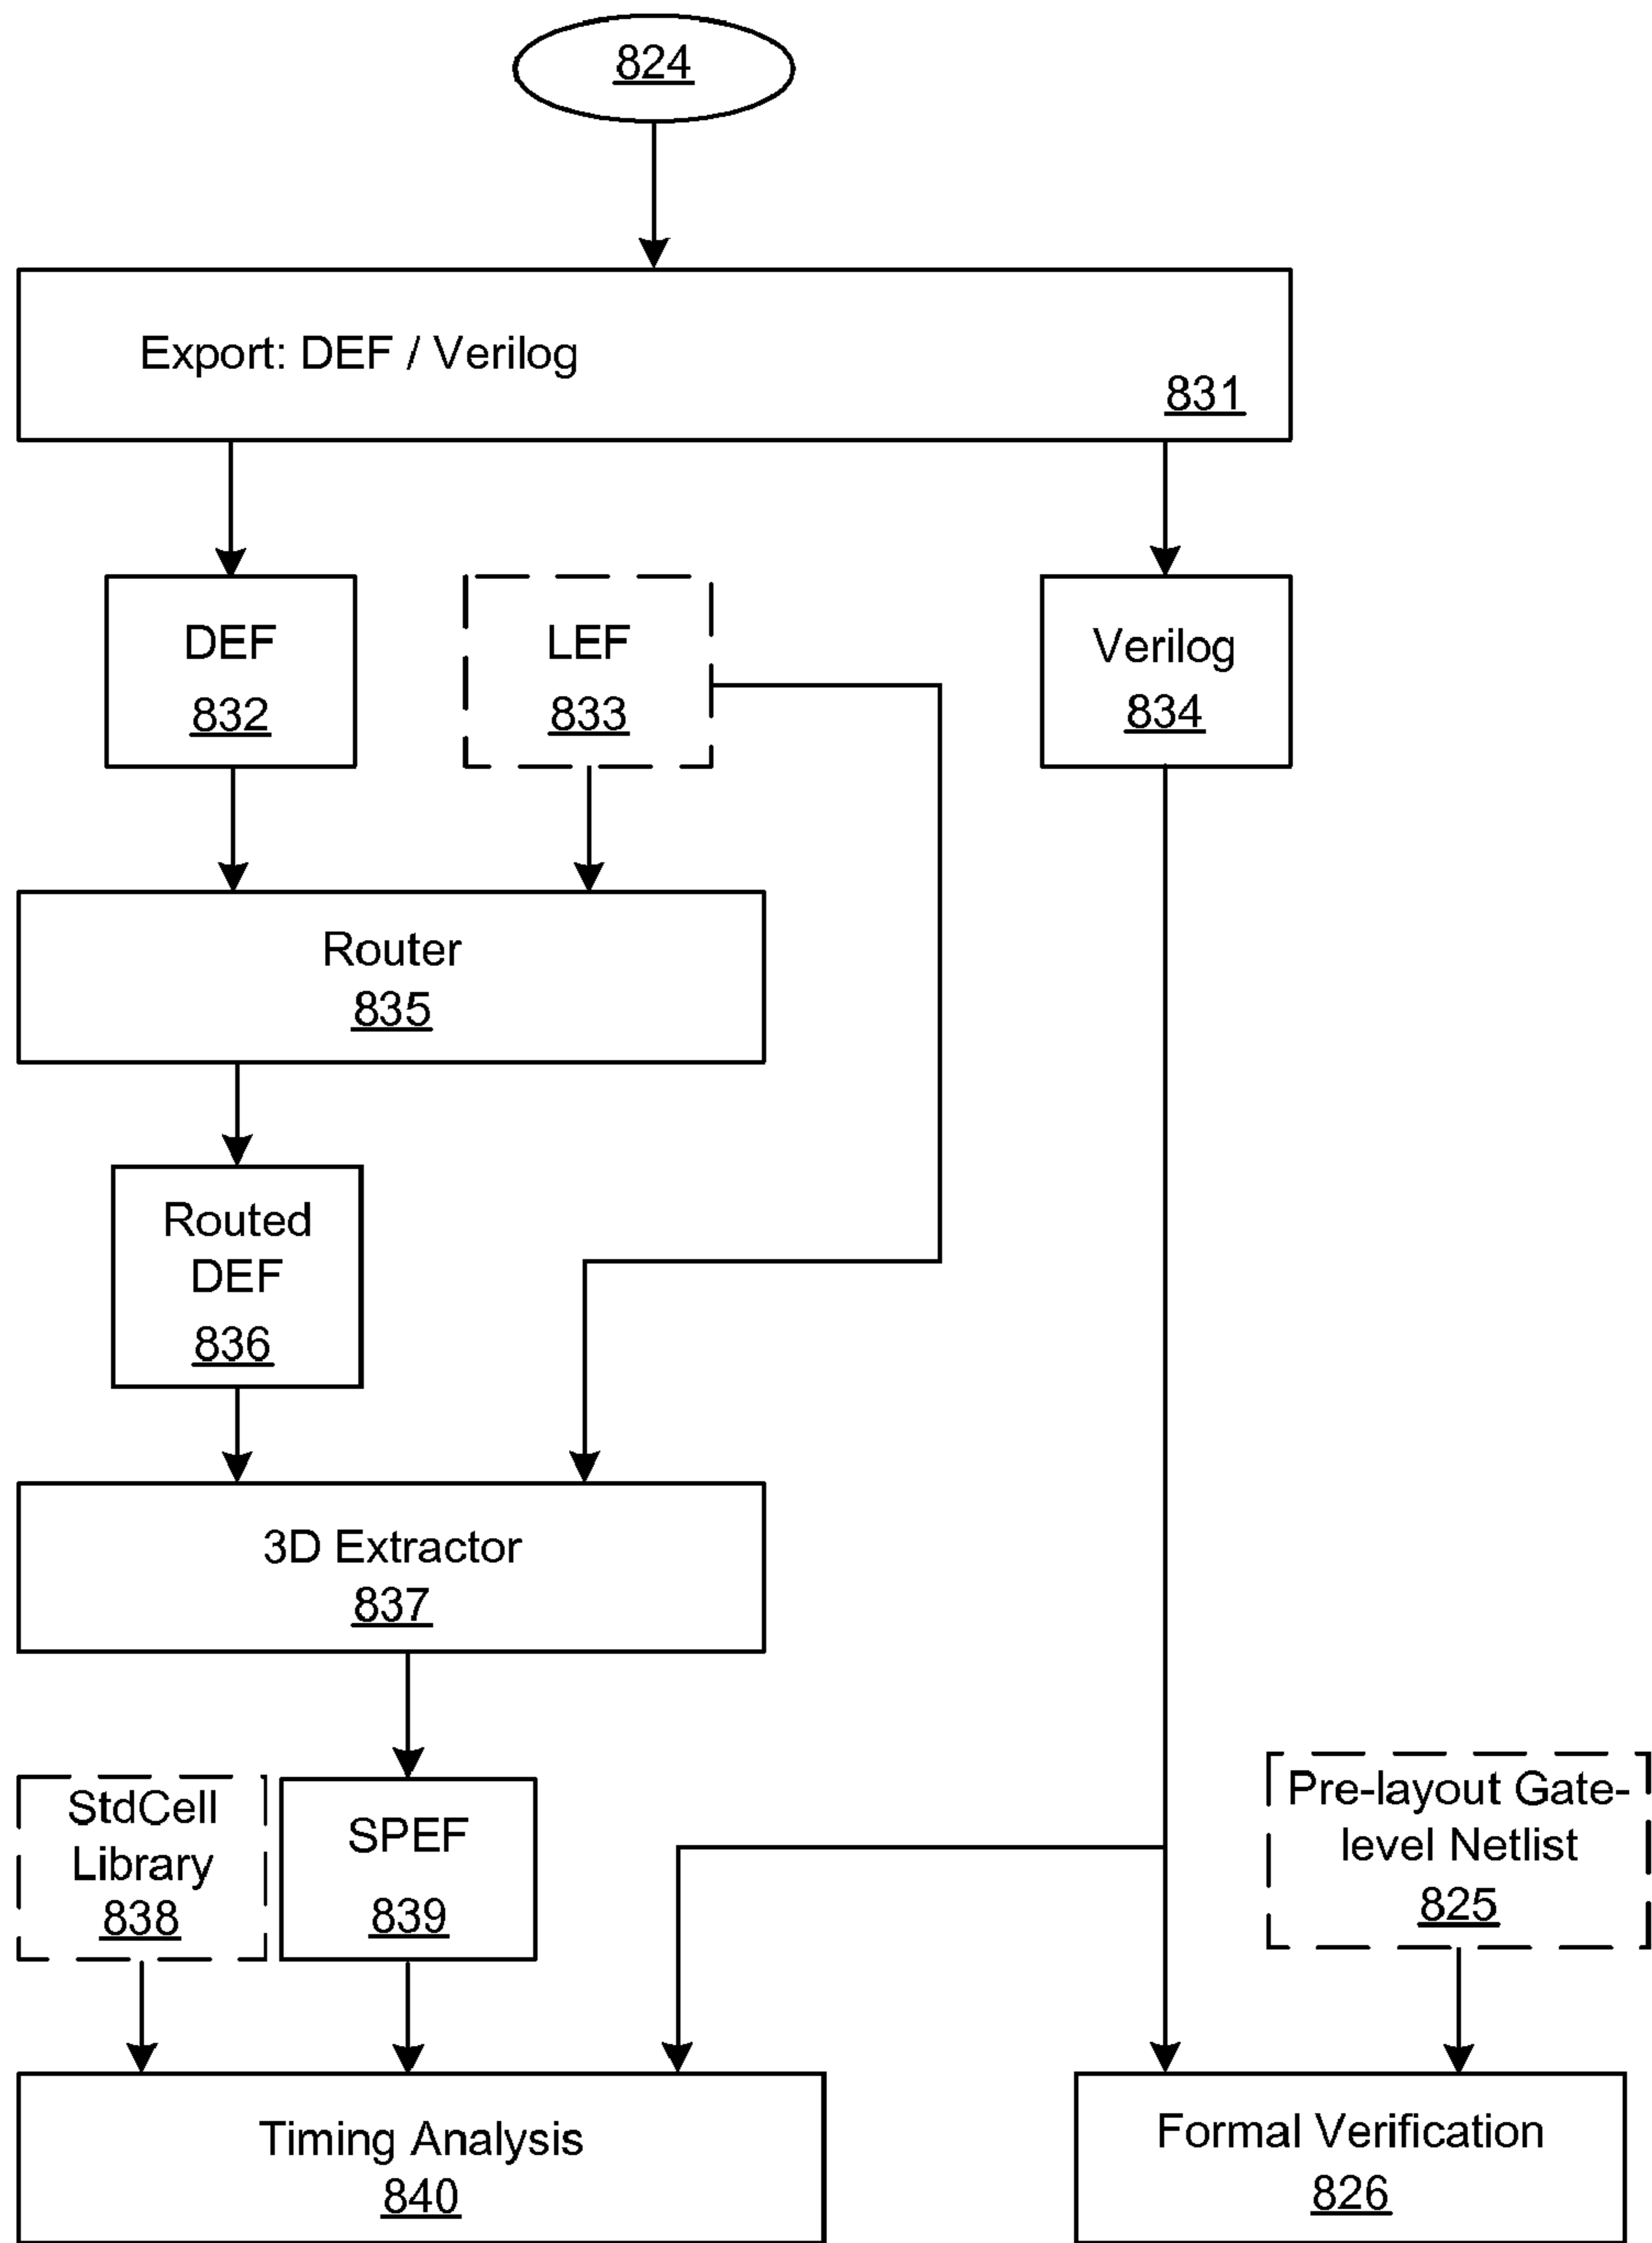 824
Export: DEF / Verilog
831
DEF
832
LEF
833
Verilog
834
Router
835
Routed
DEF
836
3D Extractor
837
StdCell
Library
838
SPEF
839
Pre-layout Gate-
level Netlist
825
Timing Analysis
840
Formal Verification
826